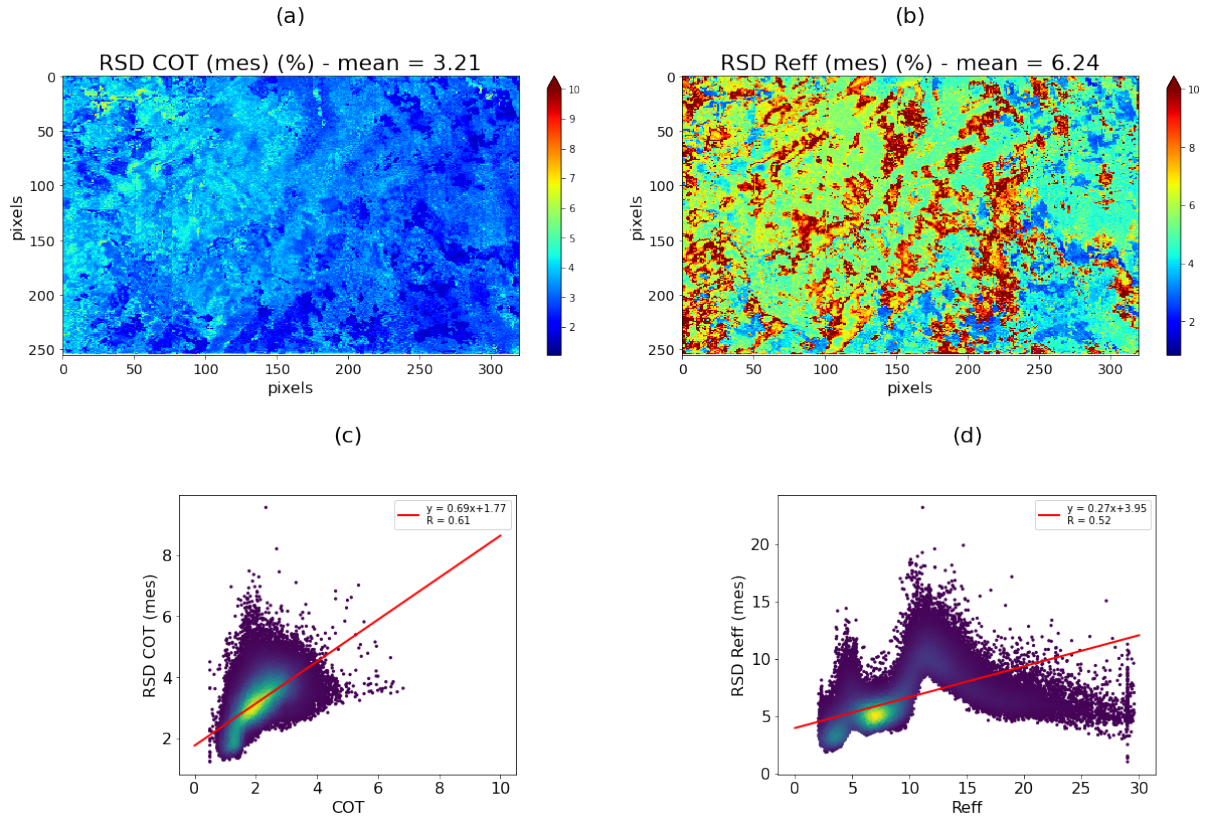 (a)
RSD COT (mes) (%) - mean = 3.21
0
50
100
150
200
250
pixels
0 50 100 150 200 250 300
pixels
10
9
8
7
6
5
4
3
2
(b)
RSD Reff (mes) (%) - mean = 6.24
0
50
100
150
200
250
pixels
0 50 100 150 200 250 300
pixels
10
8
6
4
2
(c)
y = 0.69x+1.77
R = 0.61
8
6
4
2
RSD COT (mes)
0 2 4 6 8 10
COT
(d)
y = 0.27x+3.95
R = 0.52
20
15
10
5
0
RSD Reff (mes)
0 5 10 15 20 25 30
Reff